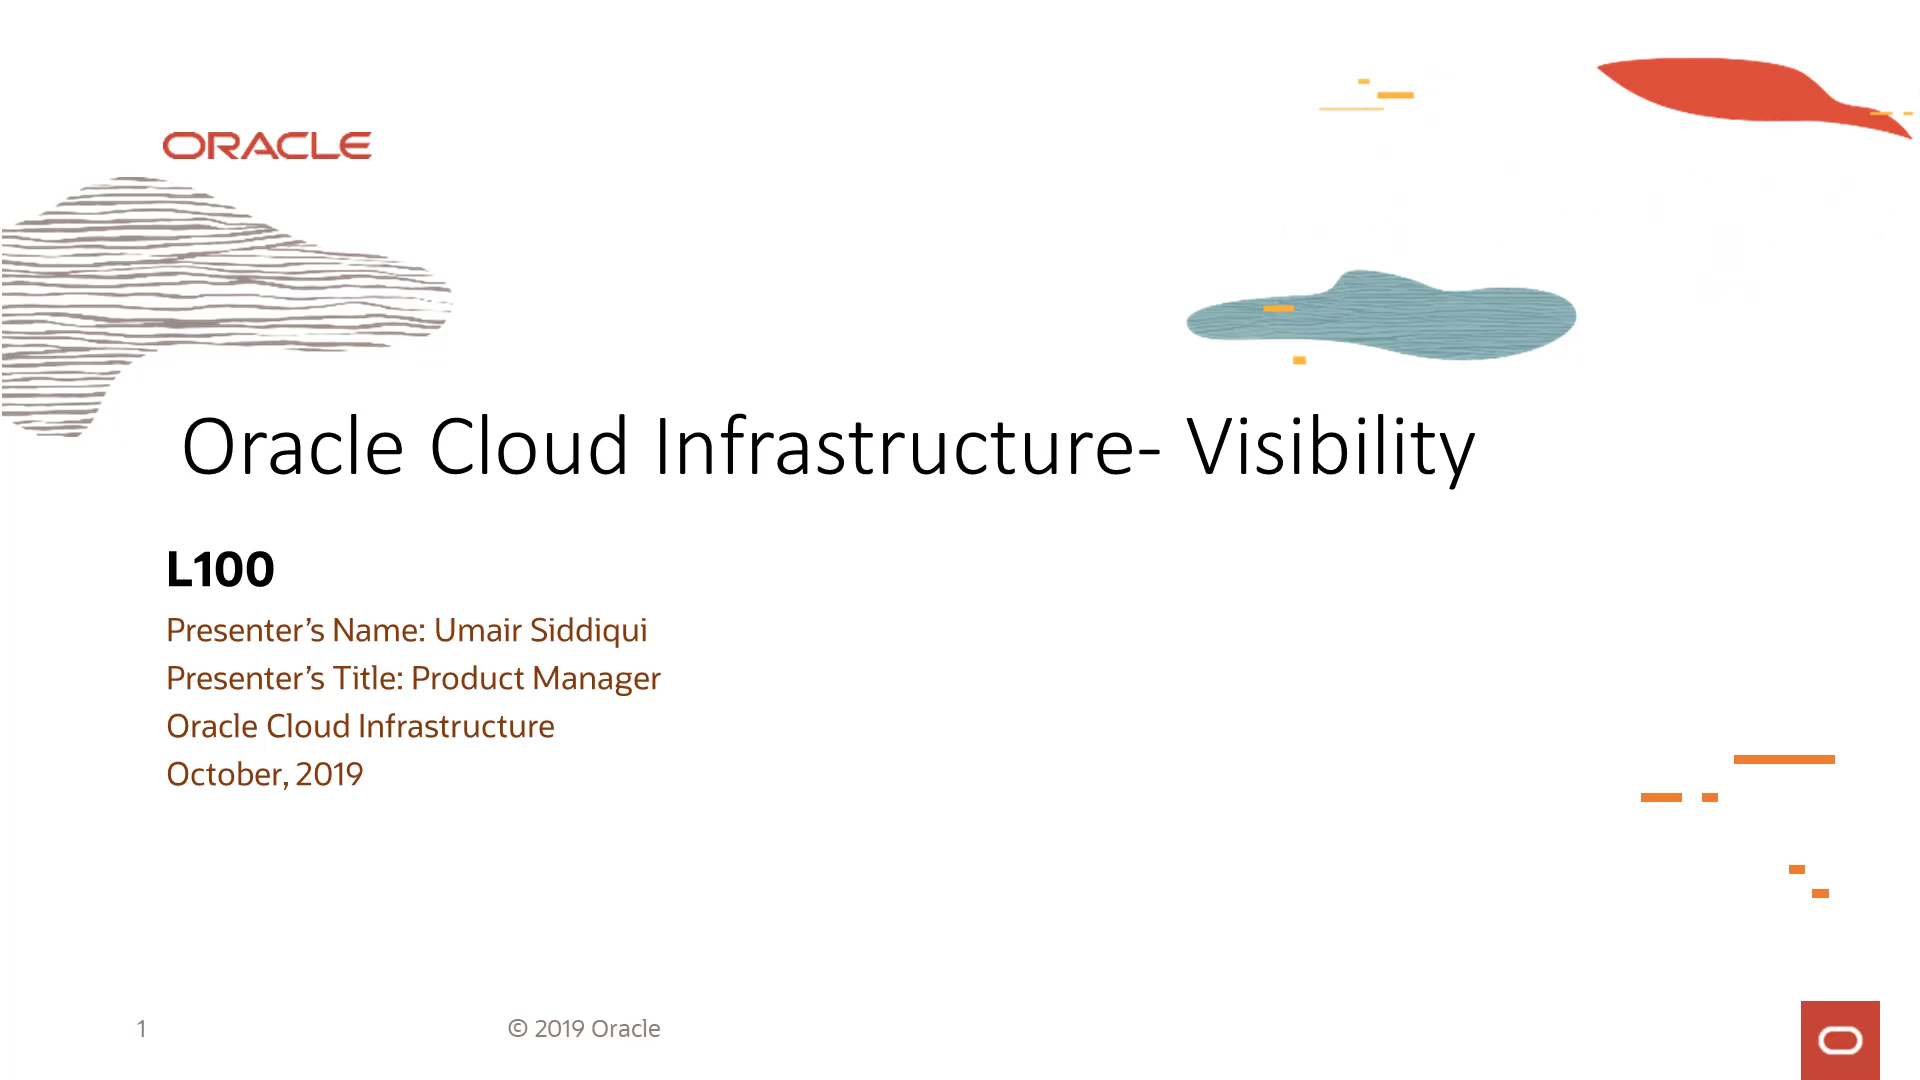 ORACLE
Oracle Cloud Infrastructure- Visibility
L100
Presenter’s Name: Umair Siddiqui
Presenter’s Title: Product Manager
Oracle Cloud Infrastructure
October, 2019
1
© 2019 Oracle